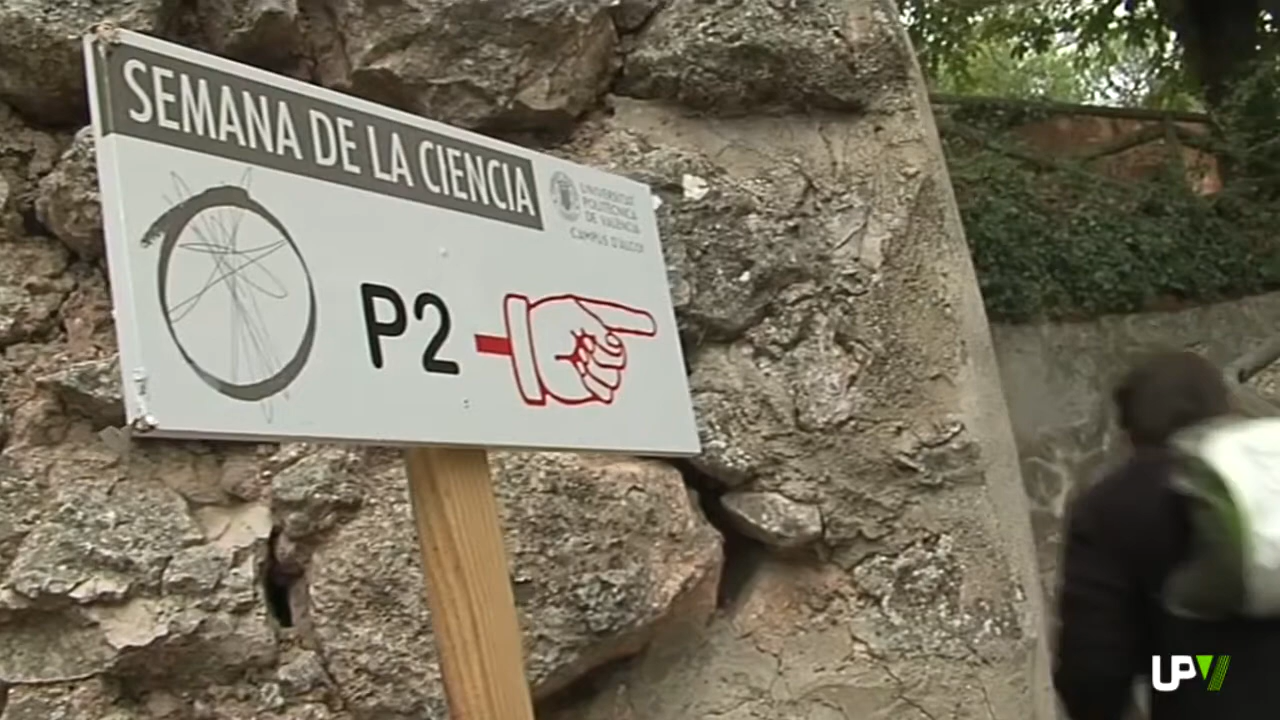 SEMANA DE LA CIENCIA
UNIVERSITAT
POLITÈCNICA
DE VALÈNCIA
CAMPUS D'ALCOI
P2
UPV